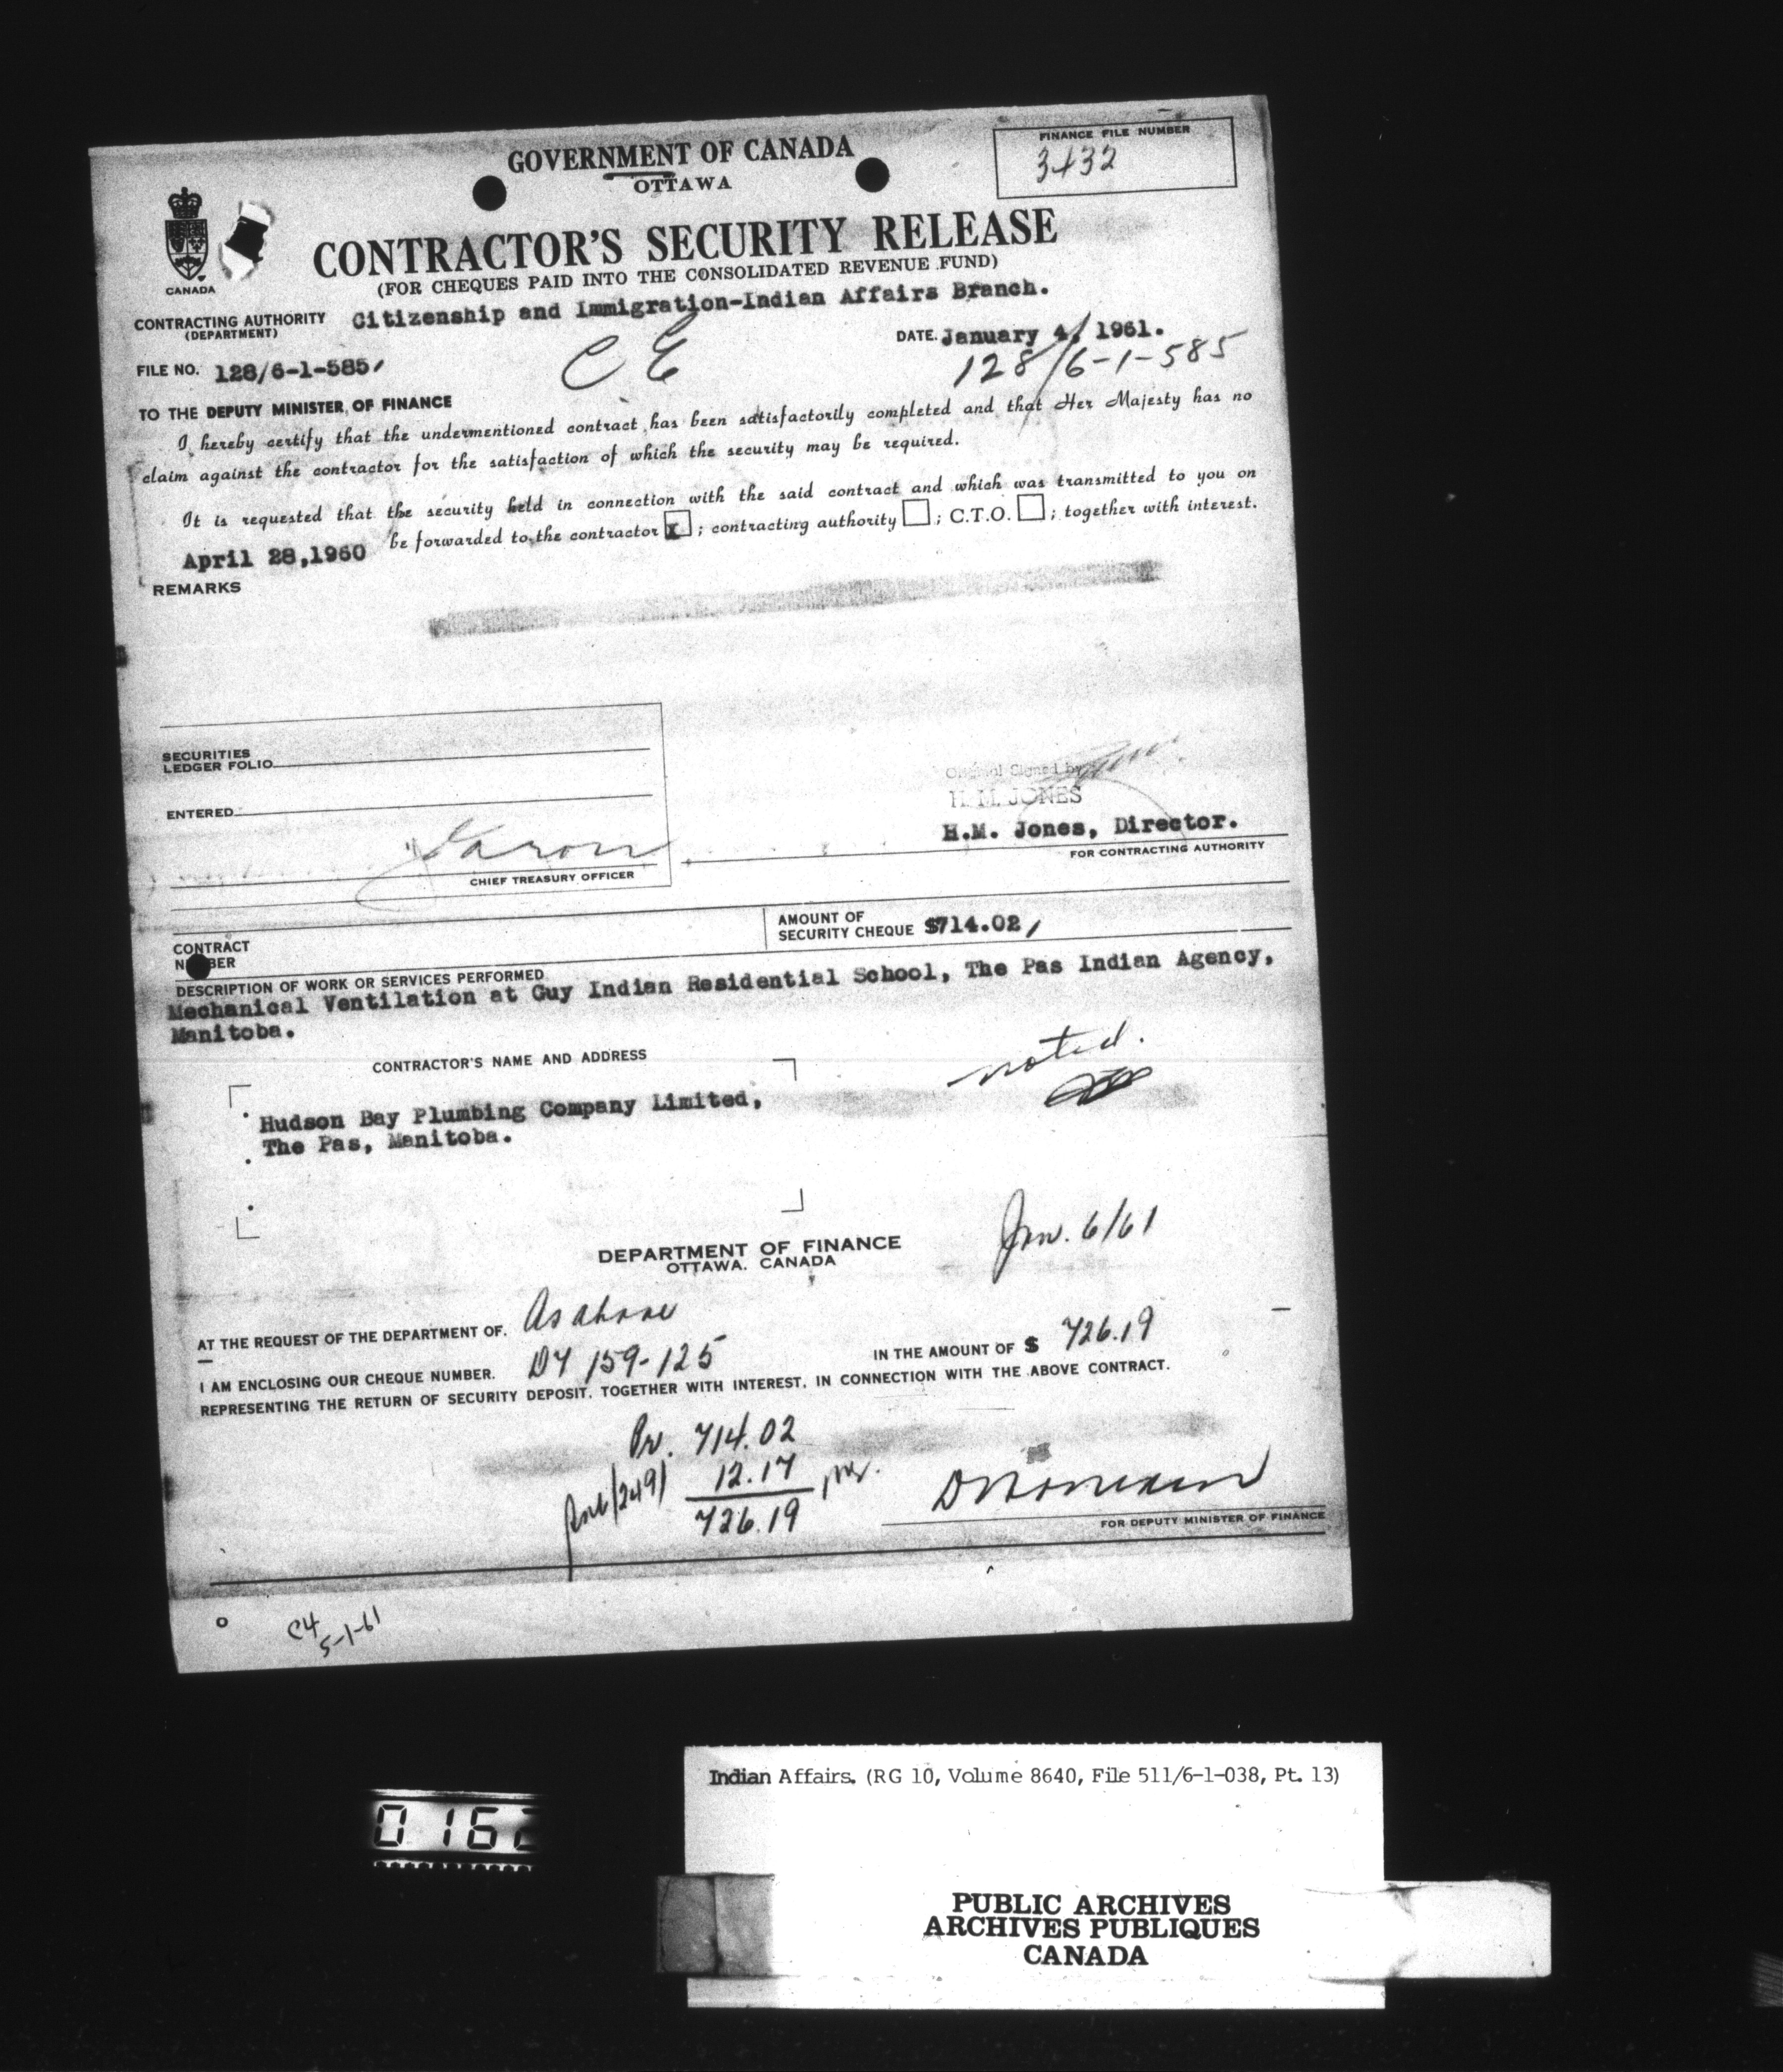 GOVERNMENT OF CANADA
OTTAWA
FINANCE FILE NUMBER
3432
CANADA
CONTRACTOR'S SECURITY RELEASE
(FOR CHEQUES PAID INTO THE CONSOLIDATED REVENUE FUND)
CONTRACTING AUTHORITY Citizenship and Immigration-Indian Affairs Branch.
(DEPARTMENT)
DATE. January 4, 1961.
FILE NO. 128/6-1-585
128/6-1-585
TO THE DEPUTY MINISTER OF FINANCE
I hereby certify that the undermentioned contract has been satisfactorily completed and that Her Majesty has no
claim against the contractor for the satisfaction of which the security may be required.
It is requested that the security held in connection with the said contract and which was transmitted to you on
April 28,1960 be forwarded to the contractor x ; contracting authority ; C.T.O. ; together with interest.
REMARKS
SECURITIES
LEDGER FOLIO
ENTERED
CHIEF TREASURY OFFICER
Original Signed by
H. M. JONES
H.M. Jones, Director.
FOR CONTRACTING AUTHORITY
CONTRACT
NUMBER
AMOUNT OF
SECURITY CHEQUE $714.02
DESCRIPTION OF WORK OR SERVICES PERFORMED
Mechanical Ventilation at Guy Indian Residential School, The Pas Indian Agency,
Manitoba.
CONTRACTOR'S NAME AND ADDRESS
noted.
Hudson Bay Plumbing Company Limited,
The Pas, Manitoba.
DEPARTMENT OF FINANCE
OTTAWA. CANADA
Jan. 6/61
AT THE REQUEST OF THE DEPARTMENT OF. As above
I AM ENCLOSING OUR CHEQUE NUMBER. DY 159-125 IN THE AMOUNT OF $ 726.19
REPRESENTING THE RETURN OF SECURITY DEPOSIT, TOGETHER WITH INTEREST, IN CONNECTION WITH THE ABOVE CONTRACT.
Pr. 714.02
12.17
726.19
FOR DEPUTY MINISTER OF FINANCE
5-1-61
0162
Indian Affairs. (RG 10, Volume 8640, File 511/6-1-038, Pt. 13)
PUBLIC ARCHIVES
ARCHIVES PUBLIQUES
CANADA